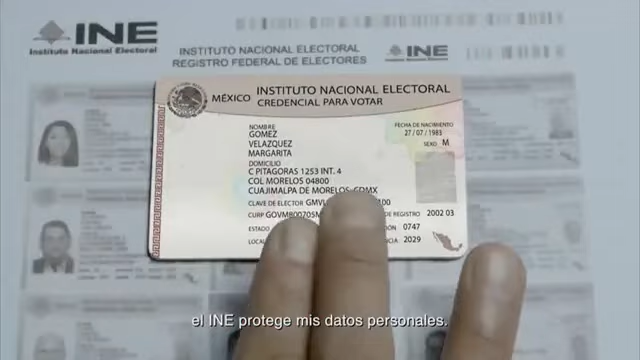 INE
Instituto Nacional Electoral
INSTITUTO NACIONAL ELECTORAL
REGISTRO FEDERAL DE ELECTORES
INE
MÉXICO
INSTITUTO NACIONAL ELECTORAL
CREDENCIAL PARA VOTAR
NOMBRE
GOMEZ
VELAZQUEZ
MARGARITA
FECHA DE NACIMIENTO
27/07/1983
SEXO M
DOMICILIO
C PITAGORAS 1253 INT. 4
COL MORELOS 04800
CUAJIMALPA DE MORELOS, CDMX
CLAVE DE ELECTOR
CURP
DE REGISTRO 2002 03
ESTADO
0747
2029
el INE protege mis datos personales.